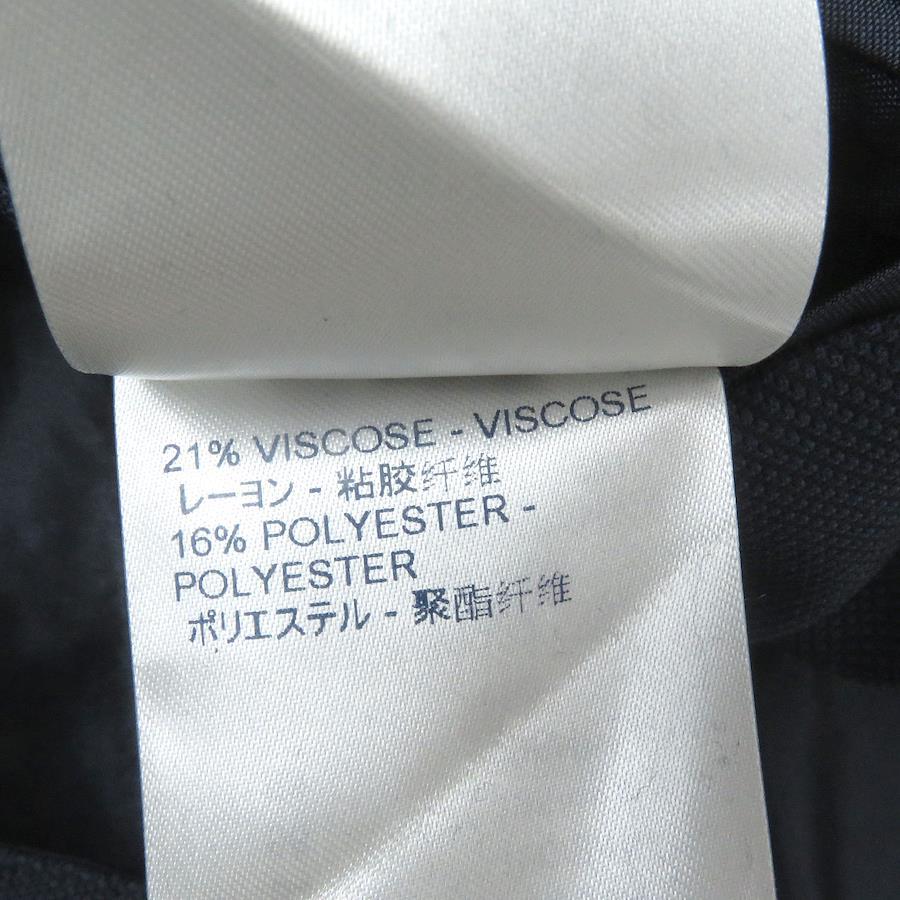 21% VISCOSE - VISCOSE
レーヨン - 粘胶纤维
16% POLYESTER -
POLYESTER
ポリエステル - 聚酯纤维